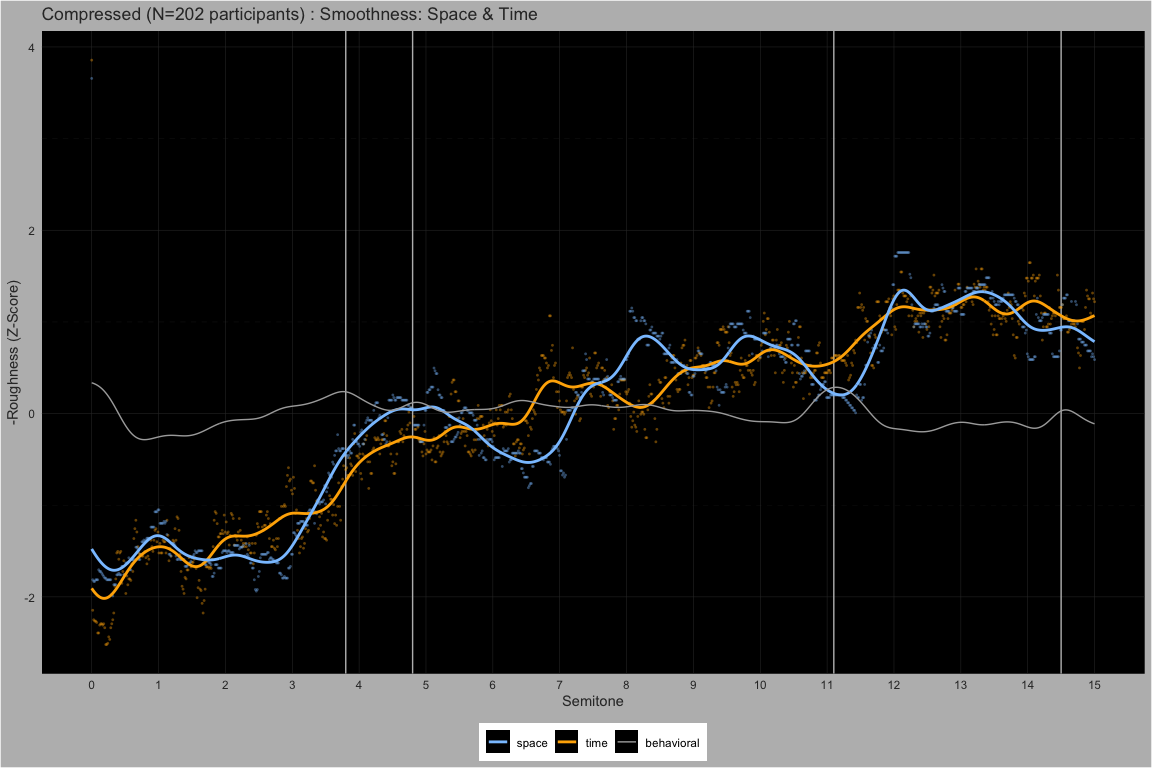 Compressed (N=202 participants) : Smoothness: Space & Time
-Roughness (Z-Score)
4
2
0
-2
0 1 2 3 4 5 6 7 8 9 10 11 12 13 14 15
Semitone
space time behavioral